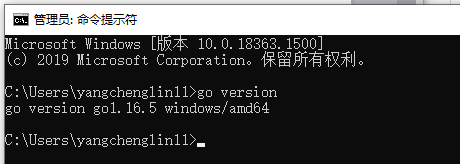 管理员: 命令提示符
Microsoft Windows [版本 10.0.18363.1500]
(c) 2019 Microsoft Corporation。保留所有权利。
C:\Users\yangchenglin11>go version
go version go1.16.5 windows/amd64
C:\Users\yangchenglin11>